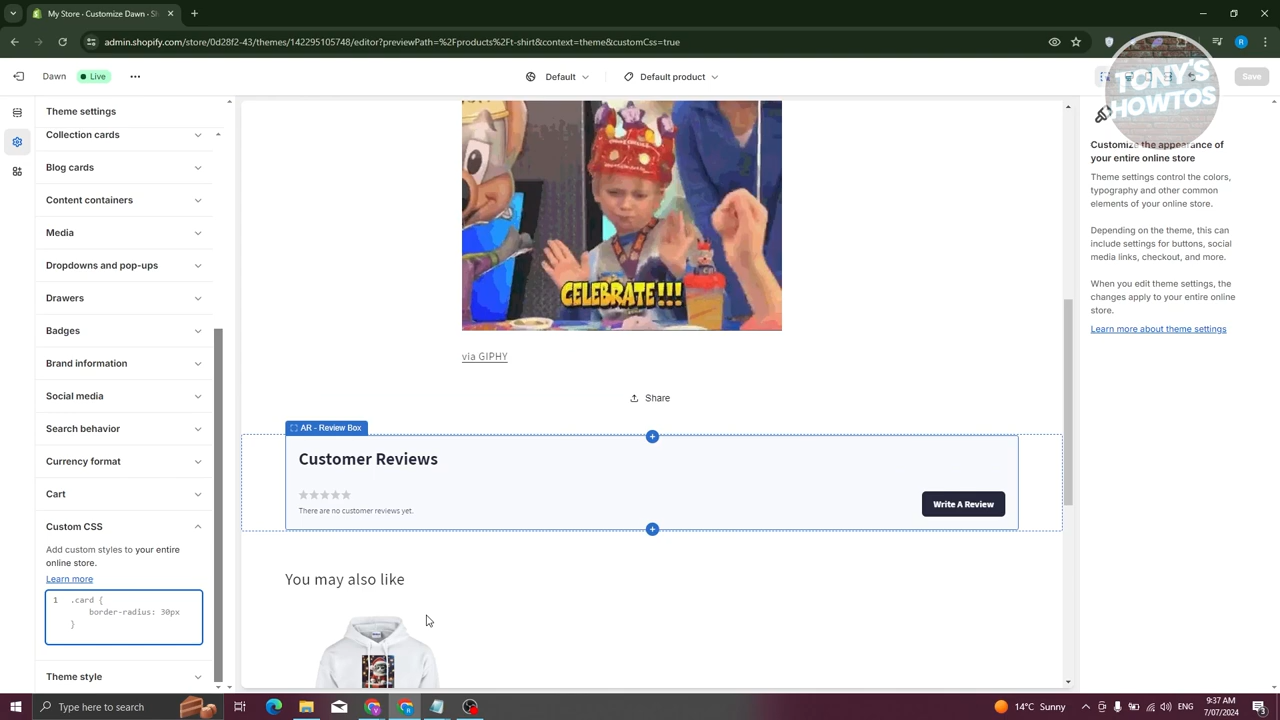 My Store · Customize Dawn · S
admin.shopify.com/store/0d28f2-43/themes/142295105748/editor?previewPath=%2Fproducts%2Ft-shirt&context=theme&customCss=true
R
Dawn
Live
Default
Default product
Save
TONY'S
HOWTOS
Theme settings
Collection cards
Blog cards
Content containers
Media
Dropdowns and pop-ups
Drawers
Badges
Brand information
Social media
Search behavior
Currency format
Cart
Custom CSS
Add custom styles to your entire
online store.
Learn more
1 .card {
border-radius: 30px
}
Theme style
CELEBRATE!!!
via GIPHY
Share
AR - Review Box
Customer Reviews
There are no customer reviews yet.
Write A Review
You may also like
Customize the appearance of
your entire online store
Theme settings control the colors,
typography and other common
elements of your online store.
Depending on the theme, this can
include settings for buttons, social
media links, checkout, and more.
When you edit theme settings, the
changes apply to your entire online
store.
Learn more about theme settings
Type here to search
14°C Sunny
ENG
9:37 AM
7/07/2024